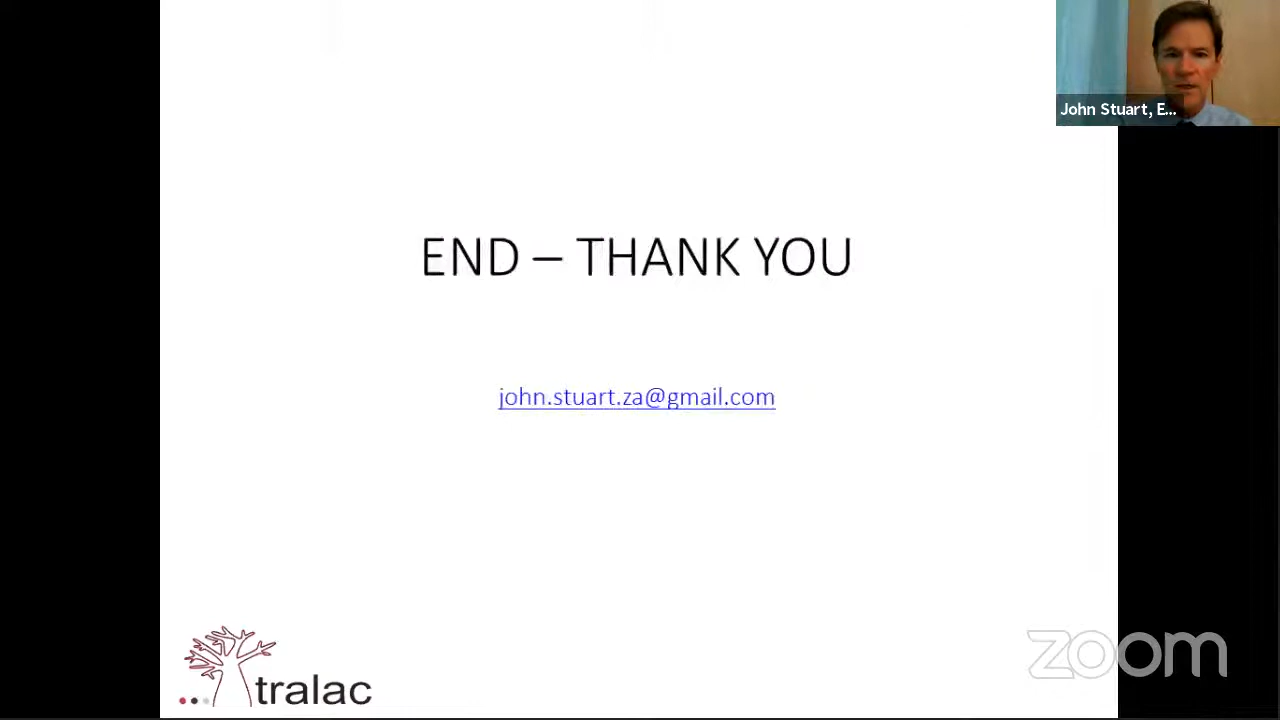 John Stuart, E...
END – THANK YOU
john.stuart.za@gmail.com
tralac
zoom